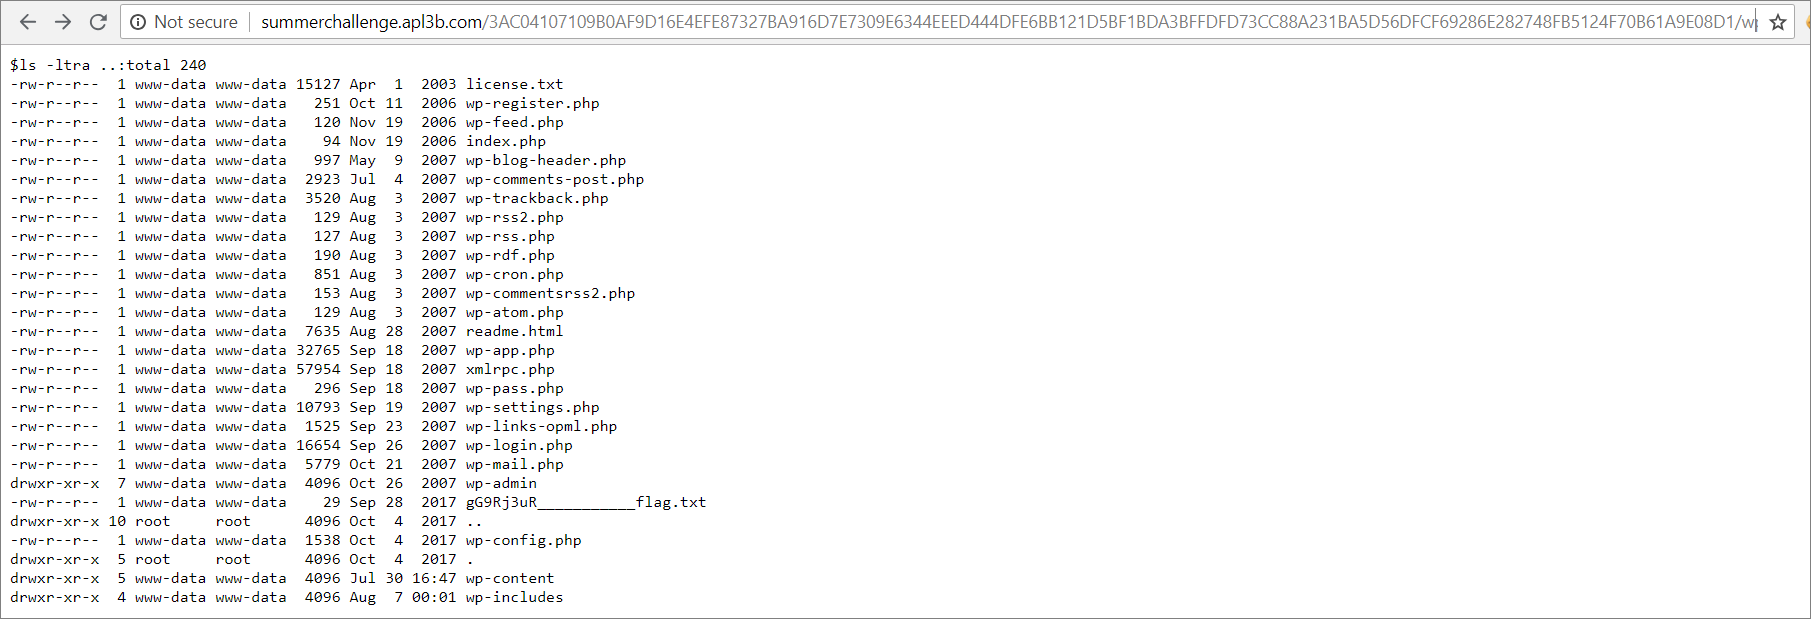 Not secure summerchallenge.apl3b.com/3AC04107109B0AF9D16E4EFE87327BA916D7E7309E6344EEED444DFE6BB121D5BF1BDA3BFFDFD73CC88A231BA5D56DFCF69286E282748FB5124F70B61A9E08D1/wp
$ls -ltra ..:total 240
-rw-r--r--  1 www-data www-data 15127 Apr  1  2003 license.txt
-rw-r--r--  1 www-data www-data   251 Oct 11  2006 wp-register.php
-rw-r--r--  1 www-data www-data   120 Nov 19  2006 wp-feed.php
-rw-r--r--  1 www-data www-data    94 Nov 19  2006 index.php
-rw-r--r--  1 www-data www-data   997 May  9  2007 wp-blog-header.php
-rw-r--r--  1 www-data www-data  2923 Jul  4  2007 wp-comments-post.php
-rw-r--r--  1 www-data www-data  3520 Aug  3  2007 wp-trackback.php
-rw-r--r--  1 www-data www-data   129 Aug  3  2007 wp-rss2.php
-rw-r--r--  1 www-data www-data   127 Aug  3  2007 wp-rss.php
-rw-r--r--  1 www-data www-data   190 Aug  3  2007 wp-rdf.php
-rw-r--r--  1 www-data www-data   851 Aug  3  2007 wp-cron.php
-rw-r--r--  1 www-data www-data   153 Aug  3  2007 wp-commentsrss2.php
-rw-r--r--  1 www-data www-data   129 Aug  3  2007 wp-atom.php
-rw-r--r--  1 www-data www-data  7635 Aug 28  2007 readme.html
-rw-r--r--  1 www-data www-data 32765 Sep 18  2007 wp-app.php
-rw-r--r--  1 www-data www-data 57954 Sep 18  2007 xmlrpc.php
-rw-r--r--  1 www-data www-data   296 Sep 18  2007 wp-pass.php
-rw-r--r--  1 www-data www-data 10793 Sep 19  2007 wp-settings.php
-rw-r--r--  1 www-data www-data  1525 Sep 23  2007 wp-links-opml.php
-rw-r--r--  1 www-data www-data 16654 Sep 26  2007 wp-login.php
-rw-r--r--  1 www-data www-data  5779 Oct 21  2007 wp-mail.php
drwxr-xr-x  7 www-data www-data  4096 Oct 26  2007 wp-admin
-rw-r--r--  1 www-data www-data    29 Sep 28  2017 gG9Rj3uR___________flag.txt
drwxr-xr-x 10 root     root      4096 Oct  4  2017 ..
-rw-r--r--  1 www-data www-data  1538 Oct  4  2017 wp-config.php
drwxr-xr-x  5 root     root      4096 Oct  4  2017 .
drwxr-xr-x  5 www-data www-data  4096 Jul 30 16:47 wp-content
drwxr-xr-x  4 www-data www-data  4096 Aug  7 00:01 wp-includes